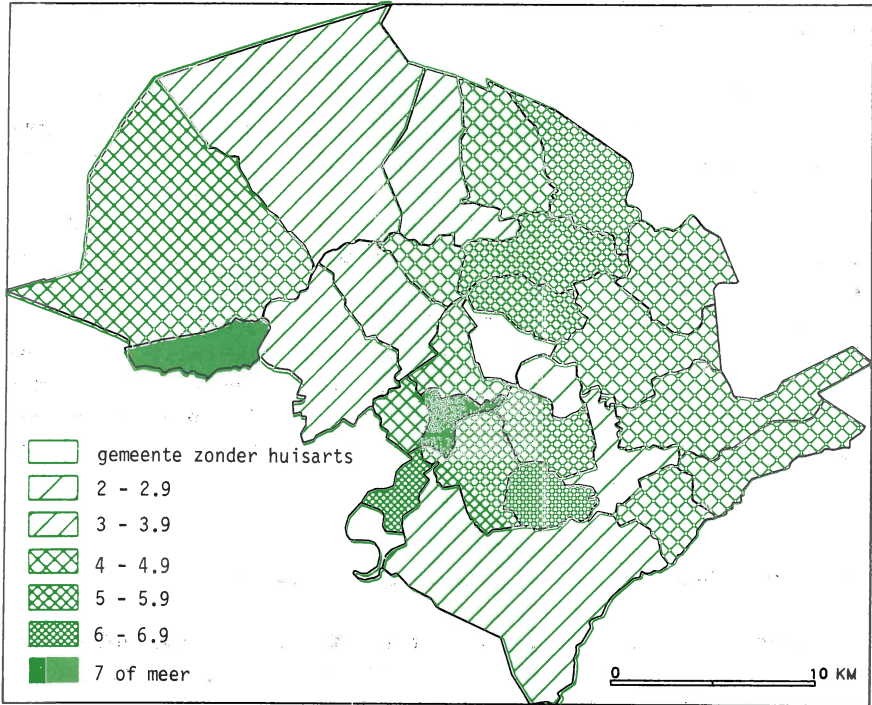 gemeente zonder huisarts
2 - 2.9
3 - 3.9
4 - 4.9
5 - 5.9
6 - 6.9
7 of meer
0 10 KM